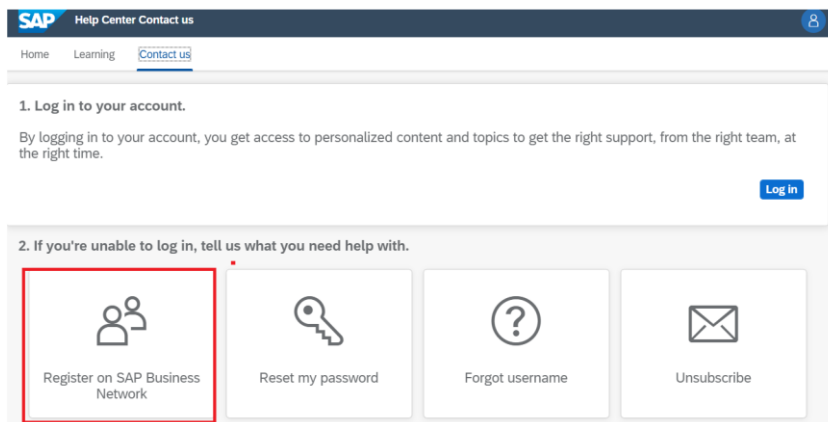 SAP Help Center Contact us
Home Learning Contact us
1. Log in to your account.
By logging in to your account, you get access to personalized content and topics to get the right support, from the right team, at
the right time.
Log in
2. If you're unable to log in, tell us what you need help with.
Register on SAP Business
Network
Reset my password
Forgot username
Unsubscribe